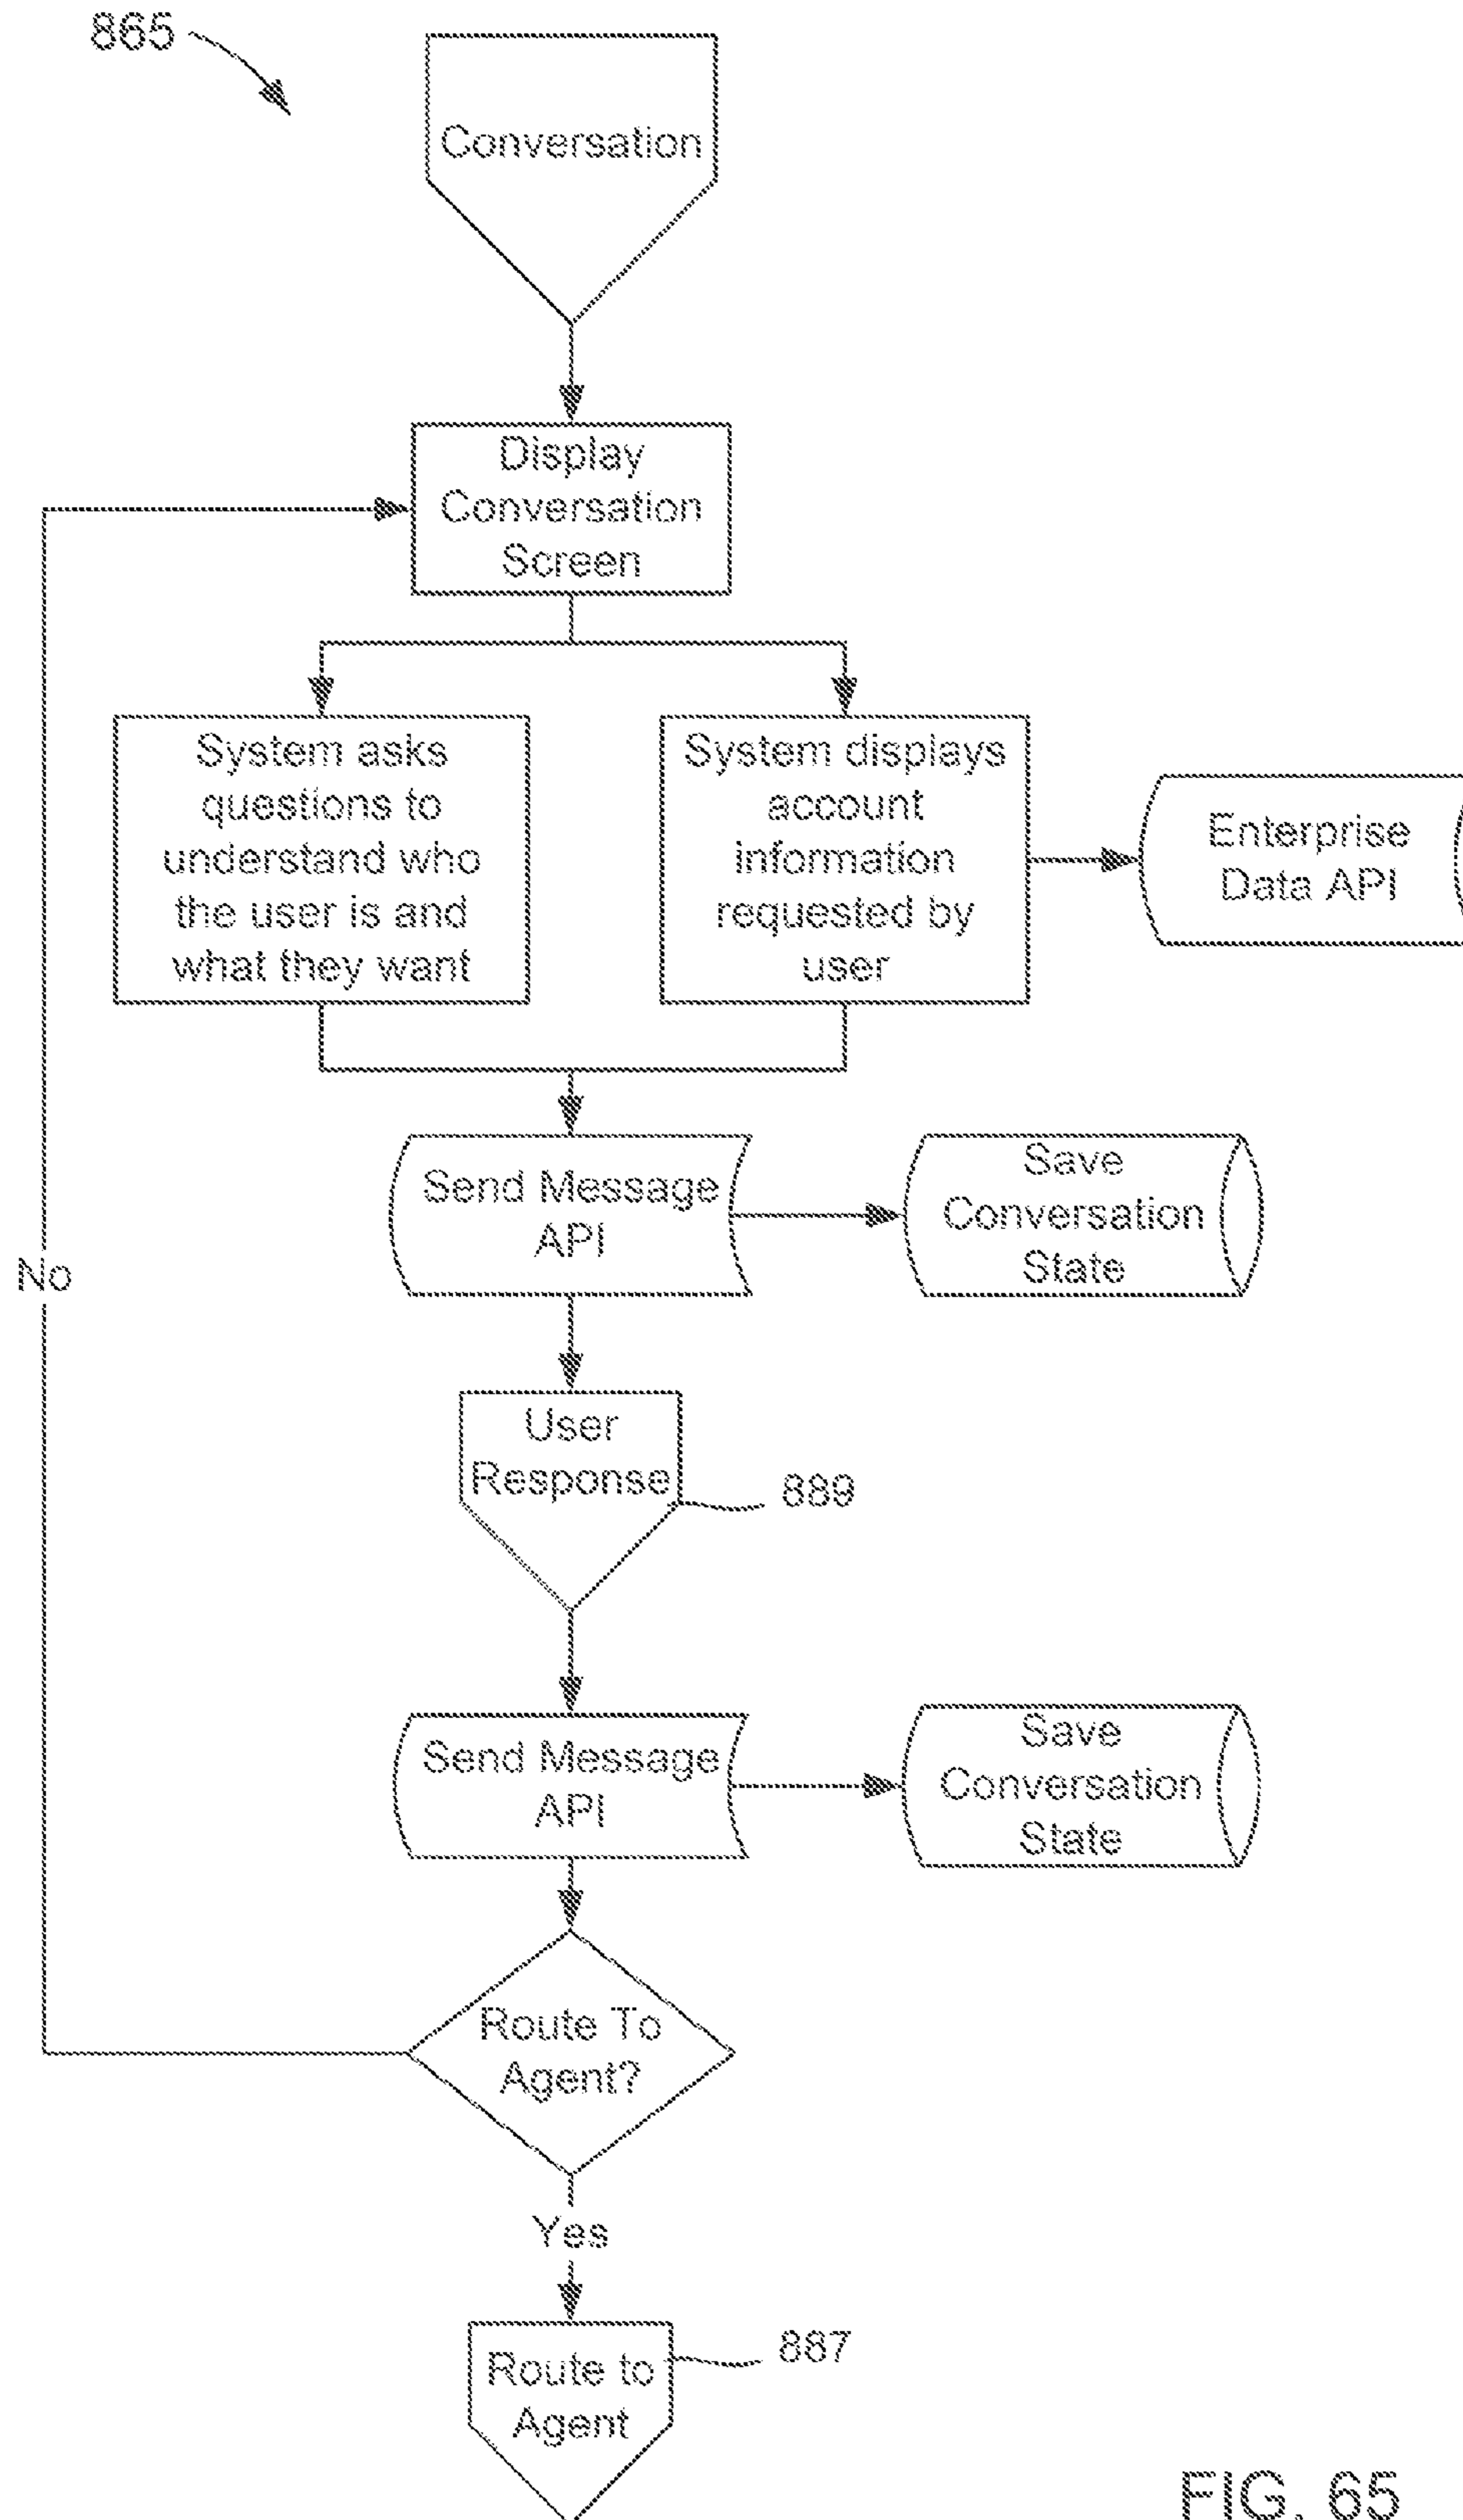 865
Conversation
Display
Conversation
Screen
System asks
questions to
understand who
the user is and
what they want
System displays
account
information
requested by
user
Enterprise
Data API
Send Message
API
Save
Conversation
State
No
User
Response
889
Send Message
API
Save
Conversation
State
Route To
Agent?
Yes
Route to
Agent
887
FIG. 65